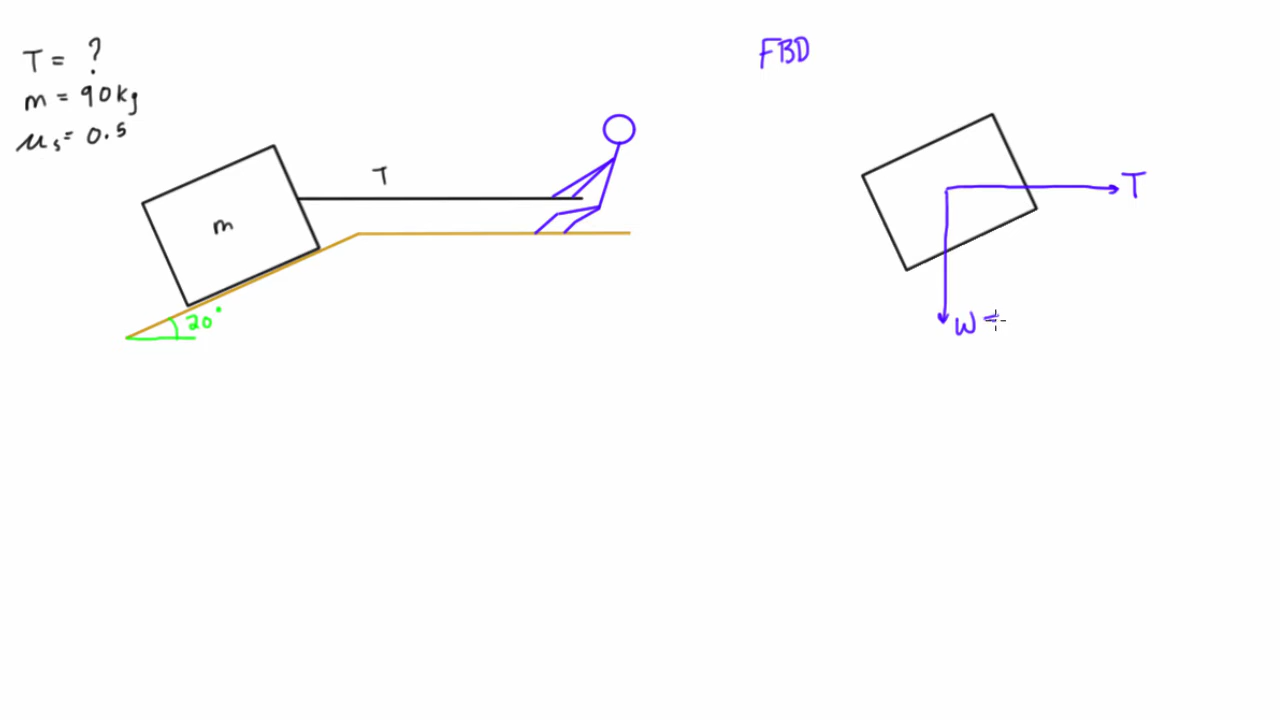 T = ?
m = 90kg
μs = 0.5
m
T
20°
FBD
T
W =